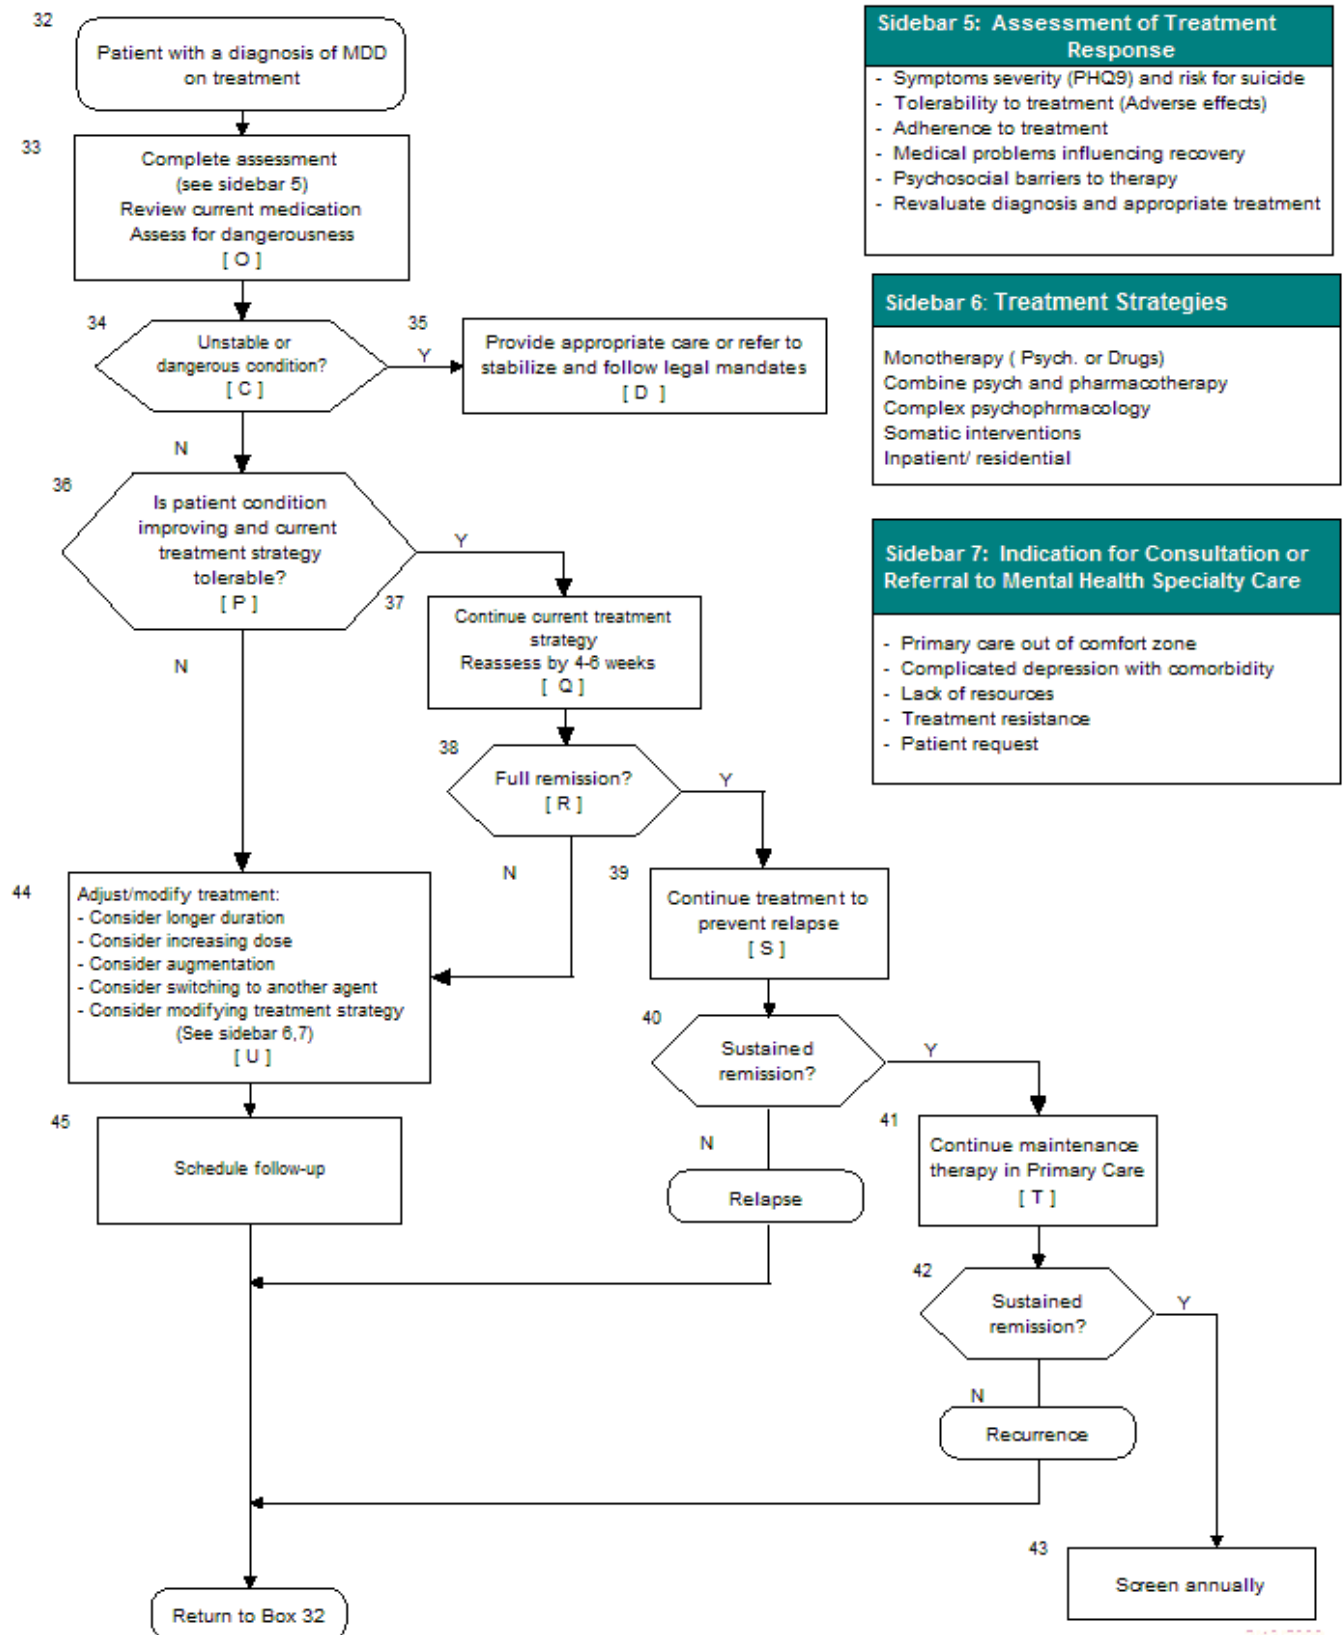 32
Patient with a diagnosis of MDD
on treatment
33
Complete assessment
(see sidebar 5)
Review current medication
Assess for dangerousness
[ O ]
34
Unstable or
dangerous condition?
[ C ]
Y
35
Provide appropriate care or refer to
stabilize and follow legal mandates
[ D ]
N
36
Is patient condition
improving and current
treatment strategy
tolerable?
[ P ]
Y
37
Continue current treatment
strategy
Reassess by 4-6 weeks
[ Q ]
N
38
Full remission?
[ R ]
Y
N
39
Continue treatment to
prevent relapse
[ S ]
44
Adjust/modify treatment:
- Consider longer duration
- Consider increasing dose
- Consider augmentation
- Consider switching to another agent
- Consider modifying treatment strategy
(See sidebar 6,7)
[ U ]
40
Sustained
remission?
Y
N
Relapse
41
Continue maintenance
therapy in Primary Care
[ T ]
45
Schedule follow-up
42
Sustained
remission?
Y
N
Recurrence
43
Screen annually
Return to Box 32
Sidebar 5: Assessment of Treatment
Response
- Symptoms severity (PHQ9) and risk for suicide
- Tolerability to treatment (Adverse effects)
- Adherence to treatment
- Medical problems influencing recovery
- Psychosocial barriers to therapy
- Revaluate diagnosis and appropriate treatment
Sidebar 6: Treatment Strategies
Monotherapy ( Psych. or Drugs)
Combine psych and pharmacotherapy
Complex psychophrmacology
Somatic interventions
Inpatient/ residential
Sidebar 7: Indication for Consultation or
Referral to Mental Health Specialty Care
- Primary care out of comfort zone
- Complicated depression with comorbidity
- Lack of resources
- Treatment resistance
- Patient request